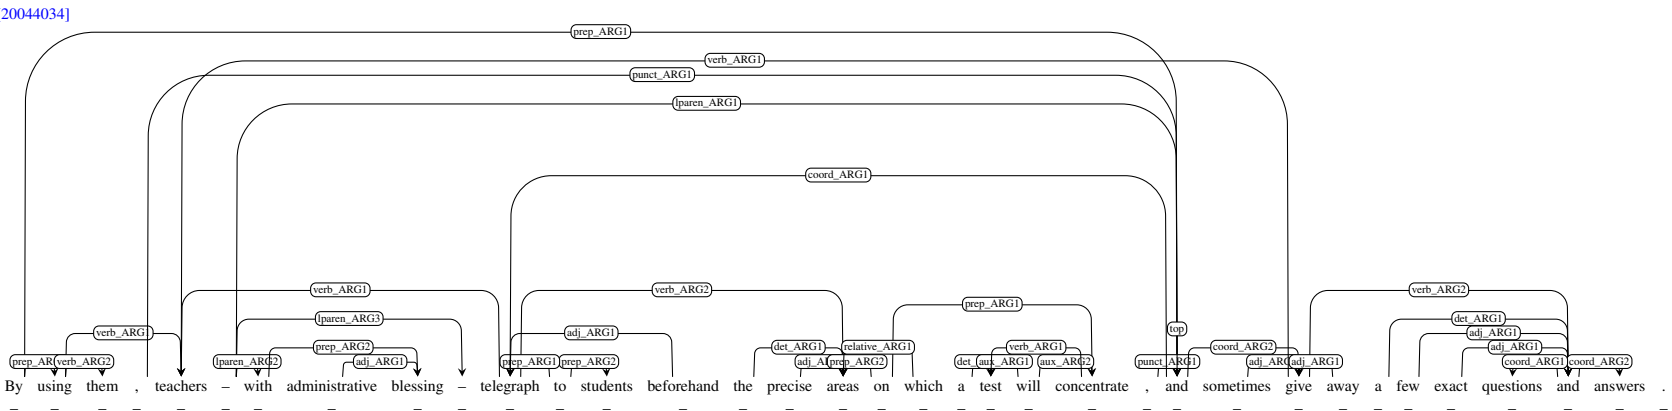 20044034]
prep_ARG1
verb_ARG1
punct_ARG1
lparen_ARG1
coord_ARG1
verb_ARG1 verb_ARG2 verb_ARG2
prep_ARG1
lparen_ARG3 det_ARG1
top
verb_ARG1 adj_ARG1 adj_ARG1
prep_ARG2 det_ARG1 relative_ARG1 verb_ARG1 coord_ARG2 adj_ARG1
verb_ARG2 lparen_ARG2 adj_ARG1 prep_ARG1 prep_ARG2 prep_ARG2 aux_ARG1 aux_ARG2 punct_ARG1 adj_ARG1 coord_ARG1 coord_ARG2
By using them , teachers – with administrative blessing – telegraph to students beforehand the precise areas on which a test will concentrate , and sometimes give away a few exact questions and answers .
_ _ _ _ _ _ _ _ _ _ _ _ _ _ _ _ _ _ _ _ _ _ _ _ _ _ _ _ _ _ _ _ _ _ _ _